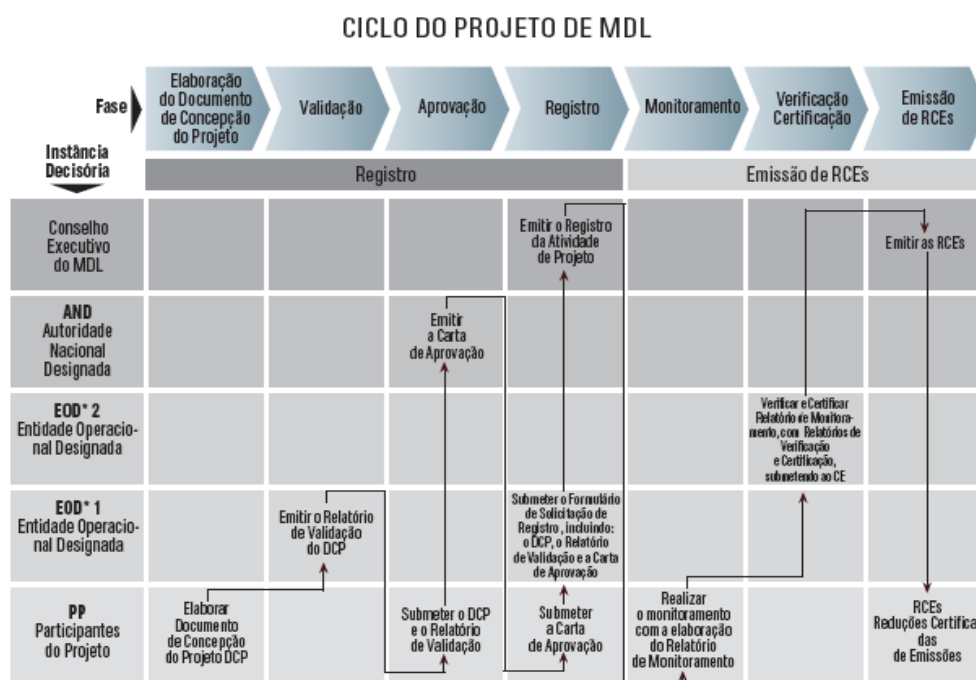 CICLO DO PROJETO DE MDL
Fase
Elaboração
do Documento
de Concepção
do Projeto
Validação
Aprovação
Registro
Monitoramento
Verificação
Certificação
Emissão
de RCEs
Instância
Decisória
Registro
Emissão de RCEs
Conselho
Executivo
do MDL
Emitir o Registro
da Atividade
de Projeto
Emitir as RCEs
AND
Autoridade
Nacional
Designada
Emitir
a Carta
de Aprovação
EOD* 2
Entidade Operacio-
nal Designada
Verificar e Certificar
Relatório de Monitora-
mento, com Relatórios de
Verificação
e Certificação,
submetendo ao CE
EOD* 1
Entidade Operacio-
nal Designada
Emitir o Relatório
de Validação
do DCP
Submeter o Formulário
de Solicitação de
Registro , incluindo:
o DCP, o Relatório
de Validação e a Carta
de Aprovação
PP
Participantes
do Projeto
Elaborar
Documento
de Concepção
do Projeto DCP
Submeter o DCP
e o Relatório
de Validação
Submeter
a Carta
de Aprovação
Realizar
o monitoramento
com a elaboração
do Relatório
de Monitoramento
RCEs
Reduções Certifica
das
de Emissões